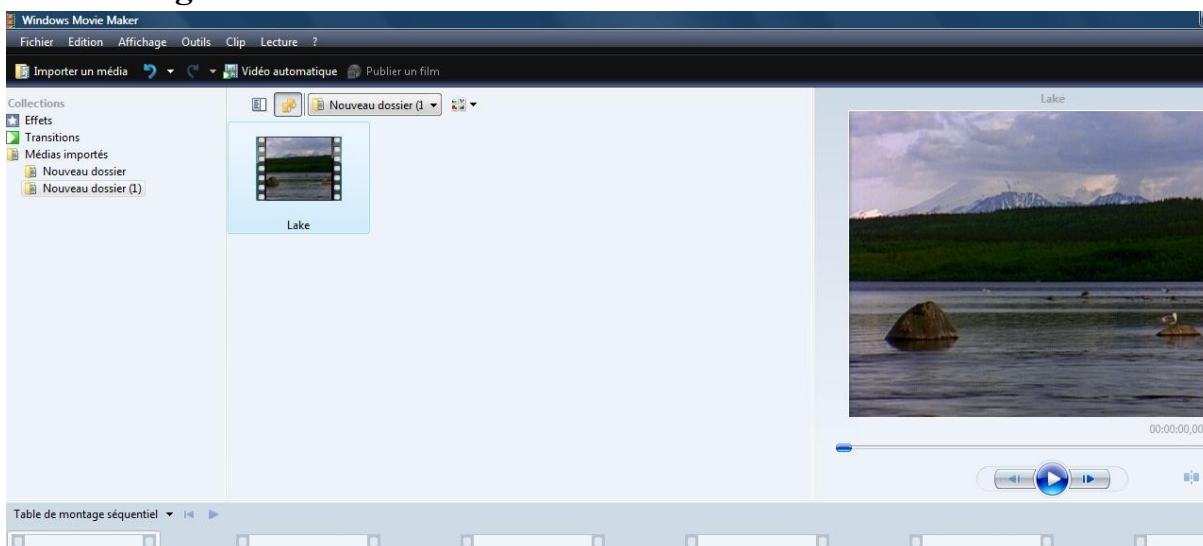 Windows Movie Maker
Fichier Edition Affichage Outils Clip Lecture ?
Importer un média Vidéo automatique Publier un film
Collections
Effets
Transitions
Médias importés
Nouveau dossier
Nouveau dossier (1)
Nouveau dossier (1
Lake
Lake
00:00:00,00
Table de montage séquentiel